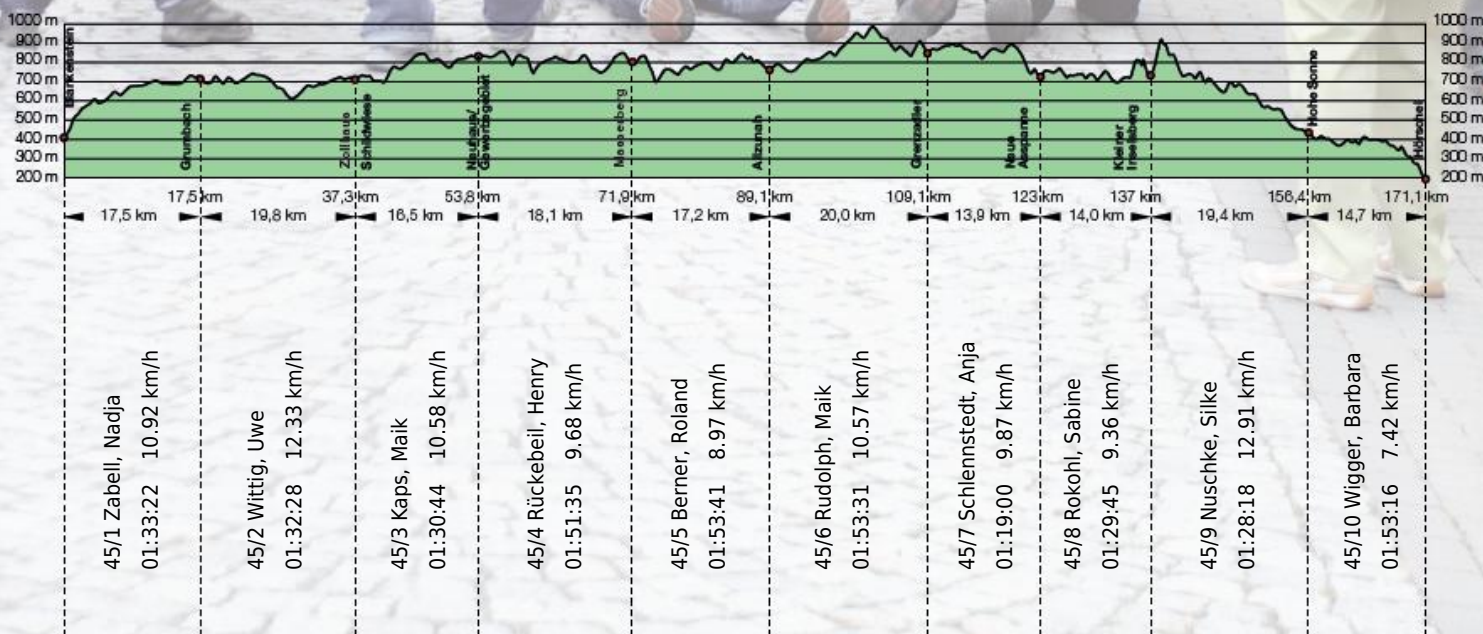 1000 m
900 m
800 m
700 m
600 m
500 m
400 m
300 m
200 m
1000 m
900 m
800 m
700 m
600 m
500 m
400 m
300 m
200 m
Blankenstein
Grumbach
Zollhaus
Schildwiese
Neuhaus/
Masserberg
Allzunah
Grenzadler
Neue
Ausspanne
Kleiner
Inselsberg
Hohe Sonne
Hörschel
17,5 km
37,3 km
53,8 km
71,9 km
89,1 km
109,1 km
123 km
137 km
156,4 km
171,1 km
17,5 km
19,8 km
16,5 km
18,1 km
17,2 km
20,0 km
13,9 km
14,0 km
19,4 km
14,7 km
45/1 Zabell, Nadja
01:33:22 10.92 km/h
45/2 Wittig, Uwe
01:32:28 12.33 km/h
45/3 Kaps, Maik
01:30:44 10.58 km/h
45/4 Rückebeil, Henry
01:51:35 9.68 km/h
45/5 Berner, Roland
01:53:41 8.97 km/h
45/6 Rudolph, Maik
01:53:31 10.57 km/h
45/7 Schlennstedt, Anja
01:19:00 9.87 km/h
45/8 Rokohl, Sabine
01:29:45 9.36 km/h
45/9 Nuschke, Silke
01:28:18 12.91 km/h
45/10 Wigger, Barbara
01:53:16 7.42 km/h